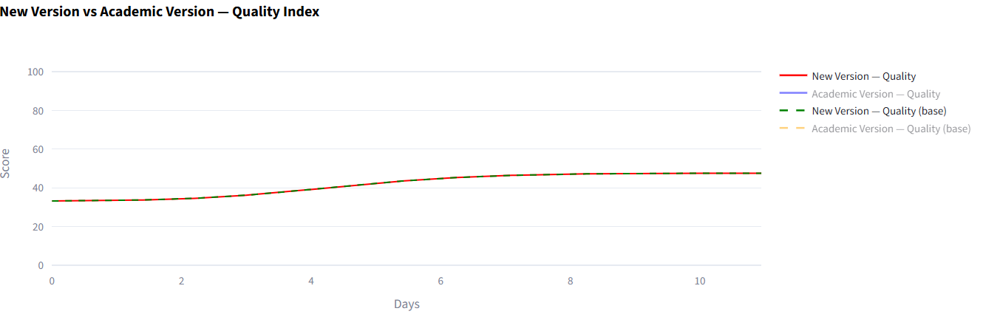 New Version vs Academic Version — Quality Index
100
80
60
40
20
0
Score
0 2 4 6 8 10
Days
New Version — Quality
Academic Version — Quality
New Version — Quality (base)
Academic Version — Quality (base)